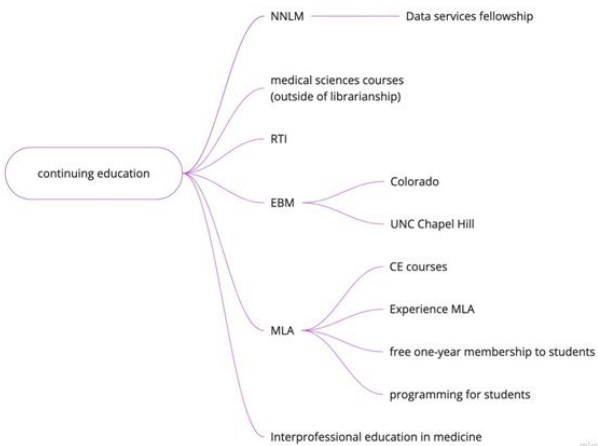 NNLM
Data services fellowship
medical sciences courses
(outside of librarianship)
RTI
continuing education
EBM
Colorado
UNC Chapel Hill
MLA
CE courses
Experience MLA
free one-year membership to students
programming for students
Interprofessional education in medicine